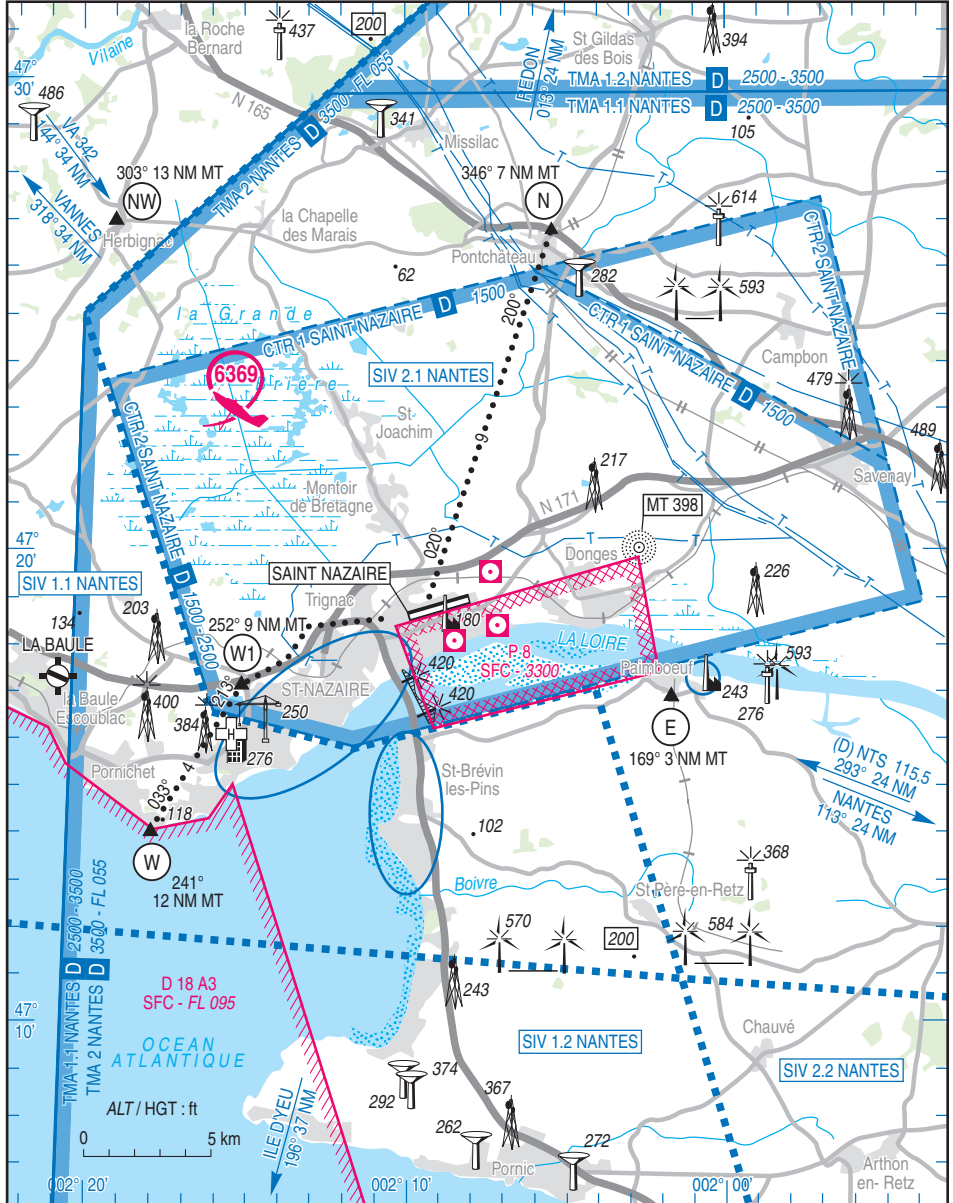 la Roche
Bernard
437
200
Vilaine
St Gildas
des Bois
394
47°
30'
N 165
REDON
013° 24 NM
TMA 1.2 NANTES D 2500 - 3500
TMA 1.1 NANTES D 2500 - 3500
486
341
105
Missillac
VA 342
144° 34 NM
TMA 2 NANTES D 3500 - FL 055
303° 13 NM MT
NW
346° 7 NM MT
N
VANNES
318° 34 NM
Herbignac
la Chapelle
des Marais
614
Pontchâteau
62
282
593
CTR 2 SAINT NAZAIRE
la Grande
Brière
CTR 1 SAINT NAZAIRE D 1500
200°
CTR 1 SAINT NAZAIRE D 1500
6369
SIV 2.1 NANTES
Campbon
479
St
Joachim
9
489
CTR 2 SAINT NAZAIRE D 1500-2500
217
Savenay
Montoir
de Bretagne
N 171
MT 398
47°
20'
020°
Donges
SIV 1.1 NANTES
SAINT NAZAIRE
Trignac
226
203
180
134
252° 9 NM MT
LA BAULE
W1
LA LOIRE
P 8
SFC - 3300
420
Paimboeuf
593
la Baule
Escoublac
400
213°
ST-NAZAIRE
420
243
384
250
276
E
276
169° 3 NM MT
Pornichet
4
033°
118
St-Brévin
les-Pins
(D) NTS 115.5
293° 24 NM
NANTES
113° 24 NM
102
W
241°
12 NM MT
368
Boivre
St Père-en-Retz
570
584
200
TMA 1.1 NANTES D 2500 - 3500
TMA 2 NANTES D 3500 - FL 055
D 18 A3
SFC - FL 095
243
47°
10'
OCEAN
ATLANTIQUE
Chauvé
SIV 1.2 NANTES
SIV 2.2 NANTES
374
292
367
ALT / HGT : ft
0 5 km
ILE D'YEU
196° 37 NM
262
272
Pornic
Arthon
en- Retz
002° 20'
002° 10'
002° 00'
T T T T T T T T